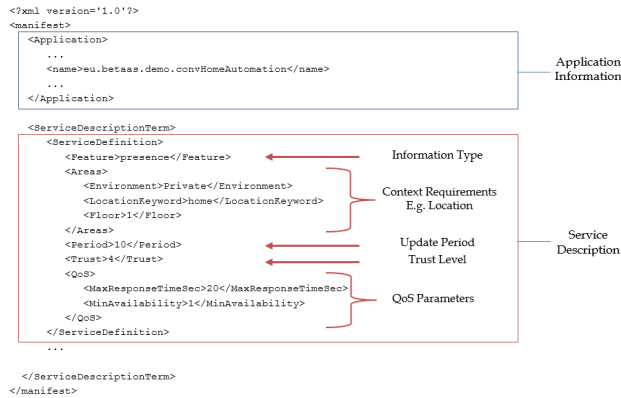 <?xml version='1.0'?>
<manifest>
<Application>
...
<name>eu.betaas.demo.convHomeAutomation</name>
...
</Application>
Application
Information
<ServiceDescriptionTerm>
<ServiceDefinition>
<Feature>presence</Feature>
Information Type
<Areas>
<Environment>Private</Environment>
<LocationKeyword>home</LocationKeyword>
<Floor>1</Floor>
</Areas>
Context Requirements
E.g. Location
<Period>10</Period>
Update Period
<Trust>4</Trust>
Trust Level
<QoS>
<MaxResponseTimeSec>20</MaxResponseTimeSec>
<MinAvailability>1</MinAvailability>
</QoS>
QoS Parameters
</ServiceDefinition>
...
Service
Description
</ServiceDescriptionTerm>
</manifest>